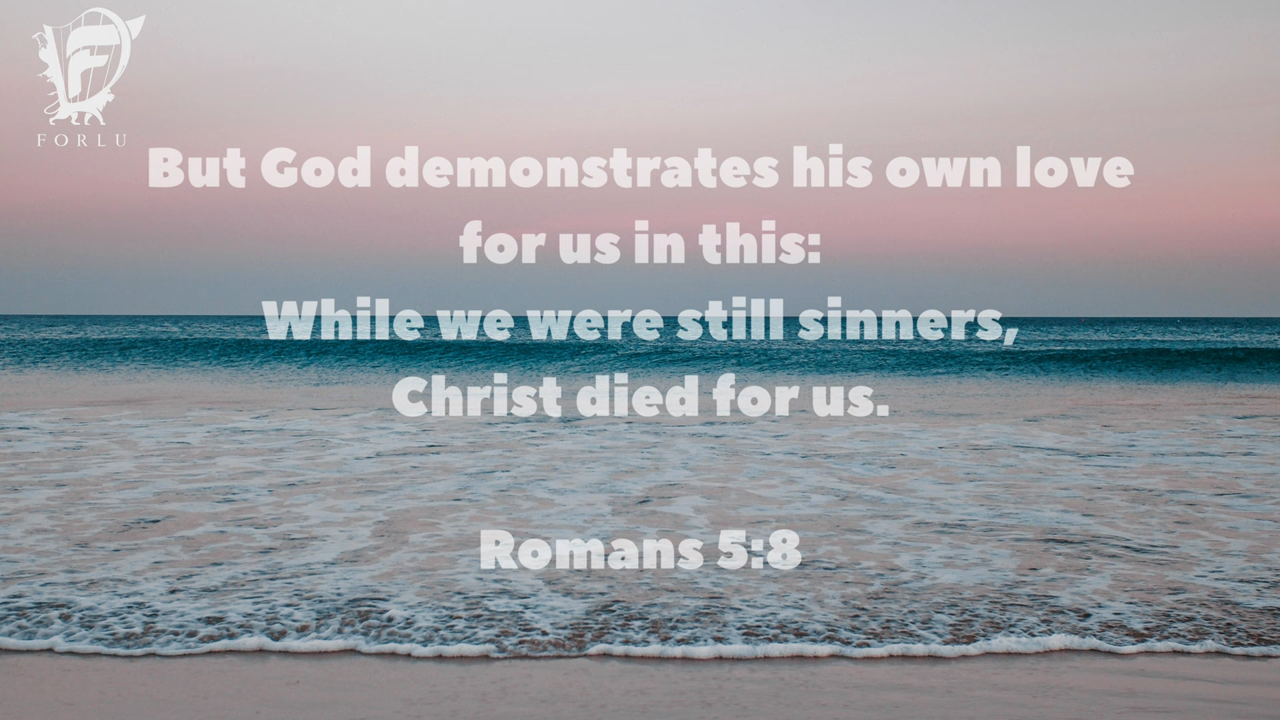 FORLU
But God demonstrates his own love
for us in this:
While we were still sinners,
Christ died for us.
Romans 5:8